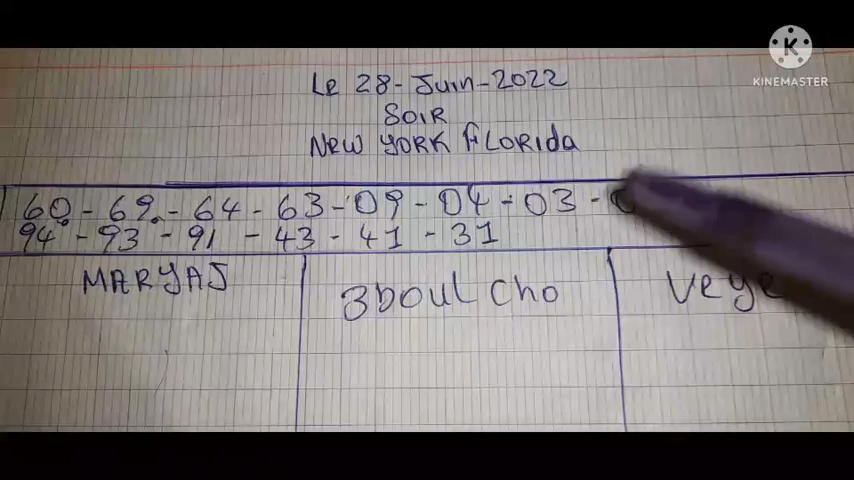 KINEMASTER
Le 28-Juin-2022
SOIR
NEW YORK FLORIDA
60 - 69 - 64 - 63 - 09 - 04 - 03 -
94 - 93 - 91 - 43 - 41 - 31
MARYAJ
3boul cho
veye